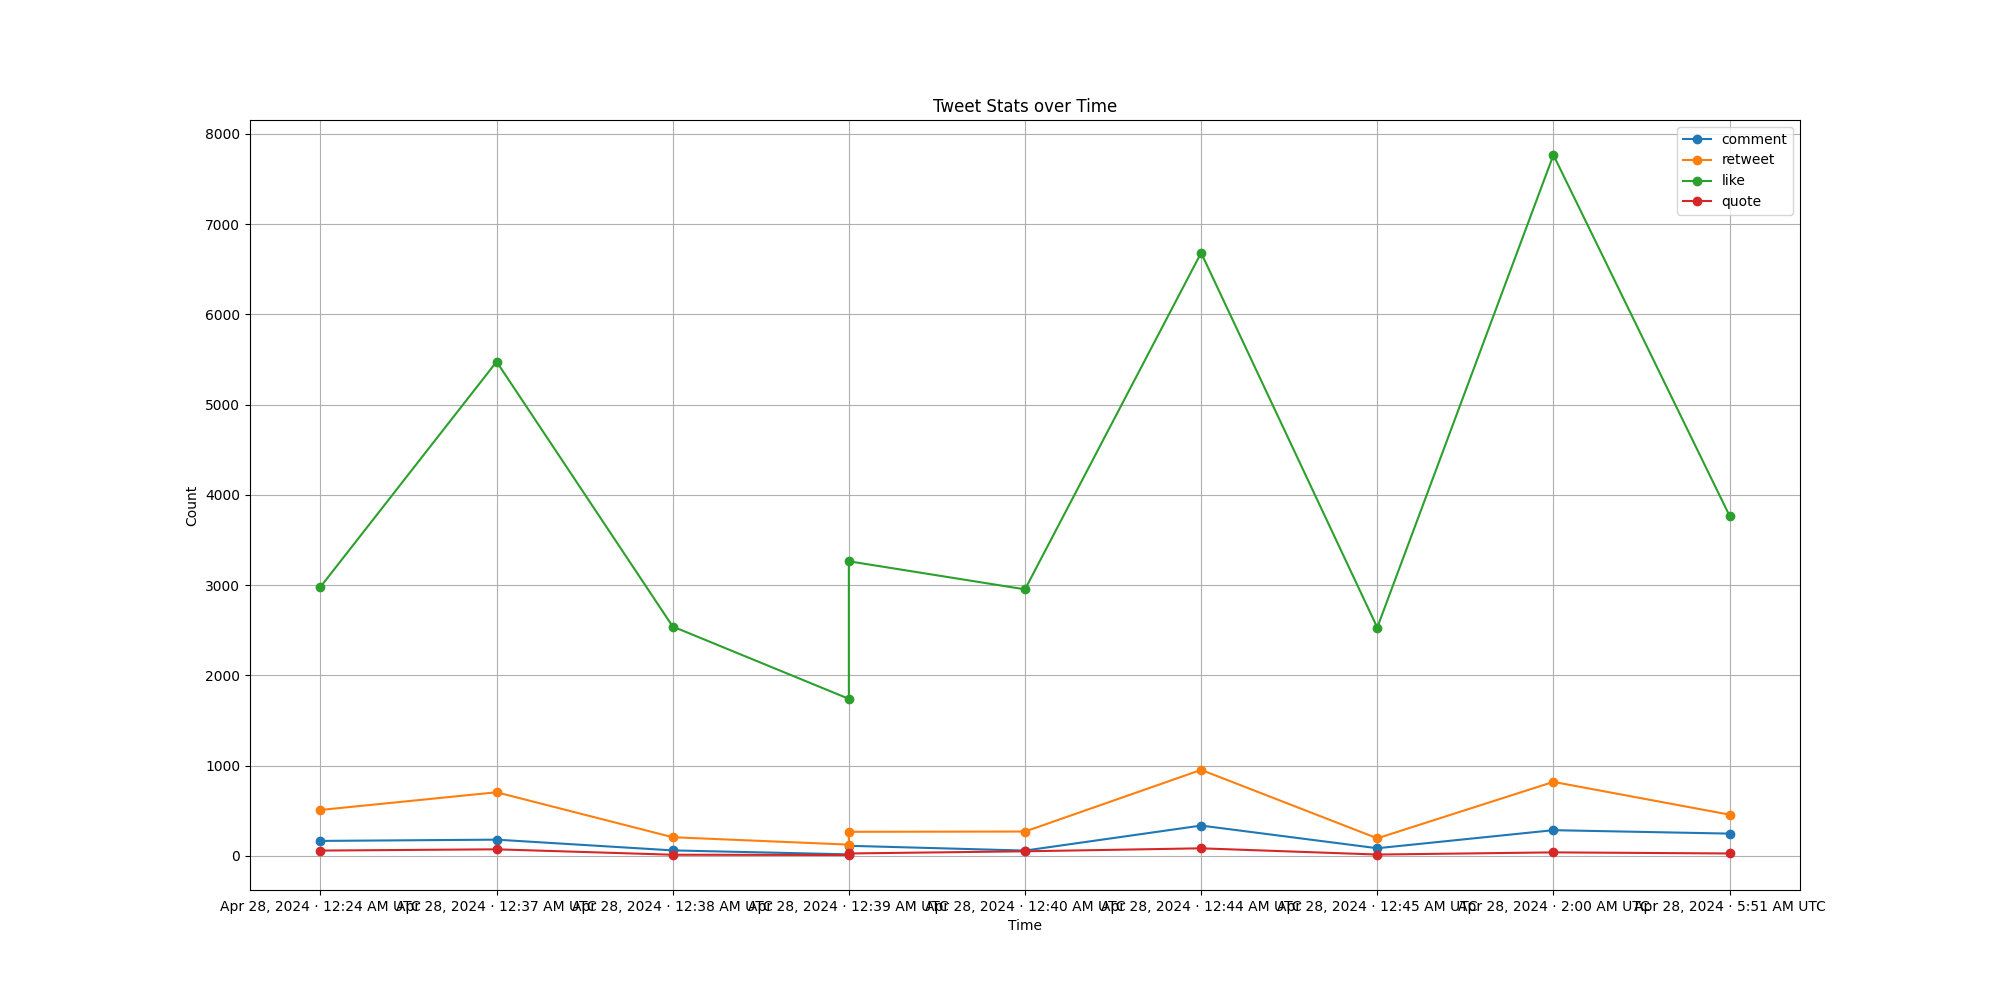 Tweet Stats over Time
comment
retweet
like
quote
8000
7000
6000
5000
4000
3000
2000
1000
0
Count
Apr 28, 2024 · 12:24 AM UTC
Apr 28, 2024 · 12:37 AM UTC
Apr 28, 2024 · 12:38 AM UTC
Apr 28, 2024 · 12:39 AM UTC
Apr 28, 2024 · 12:40 AM UTC
Apr 28, 2024 · 12:44 AM UTC
Apr 28, 2024 · 12:45 AM UTC
Apr 28, 2024 · 2:00 AM UTC
Apr 28, 2024 · 5:51 AM UTC
Time